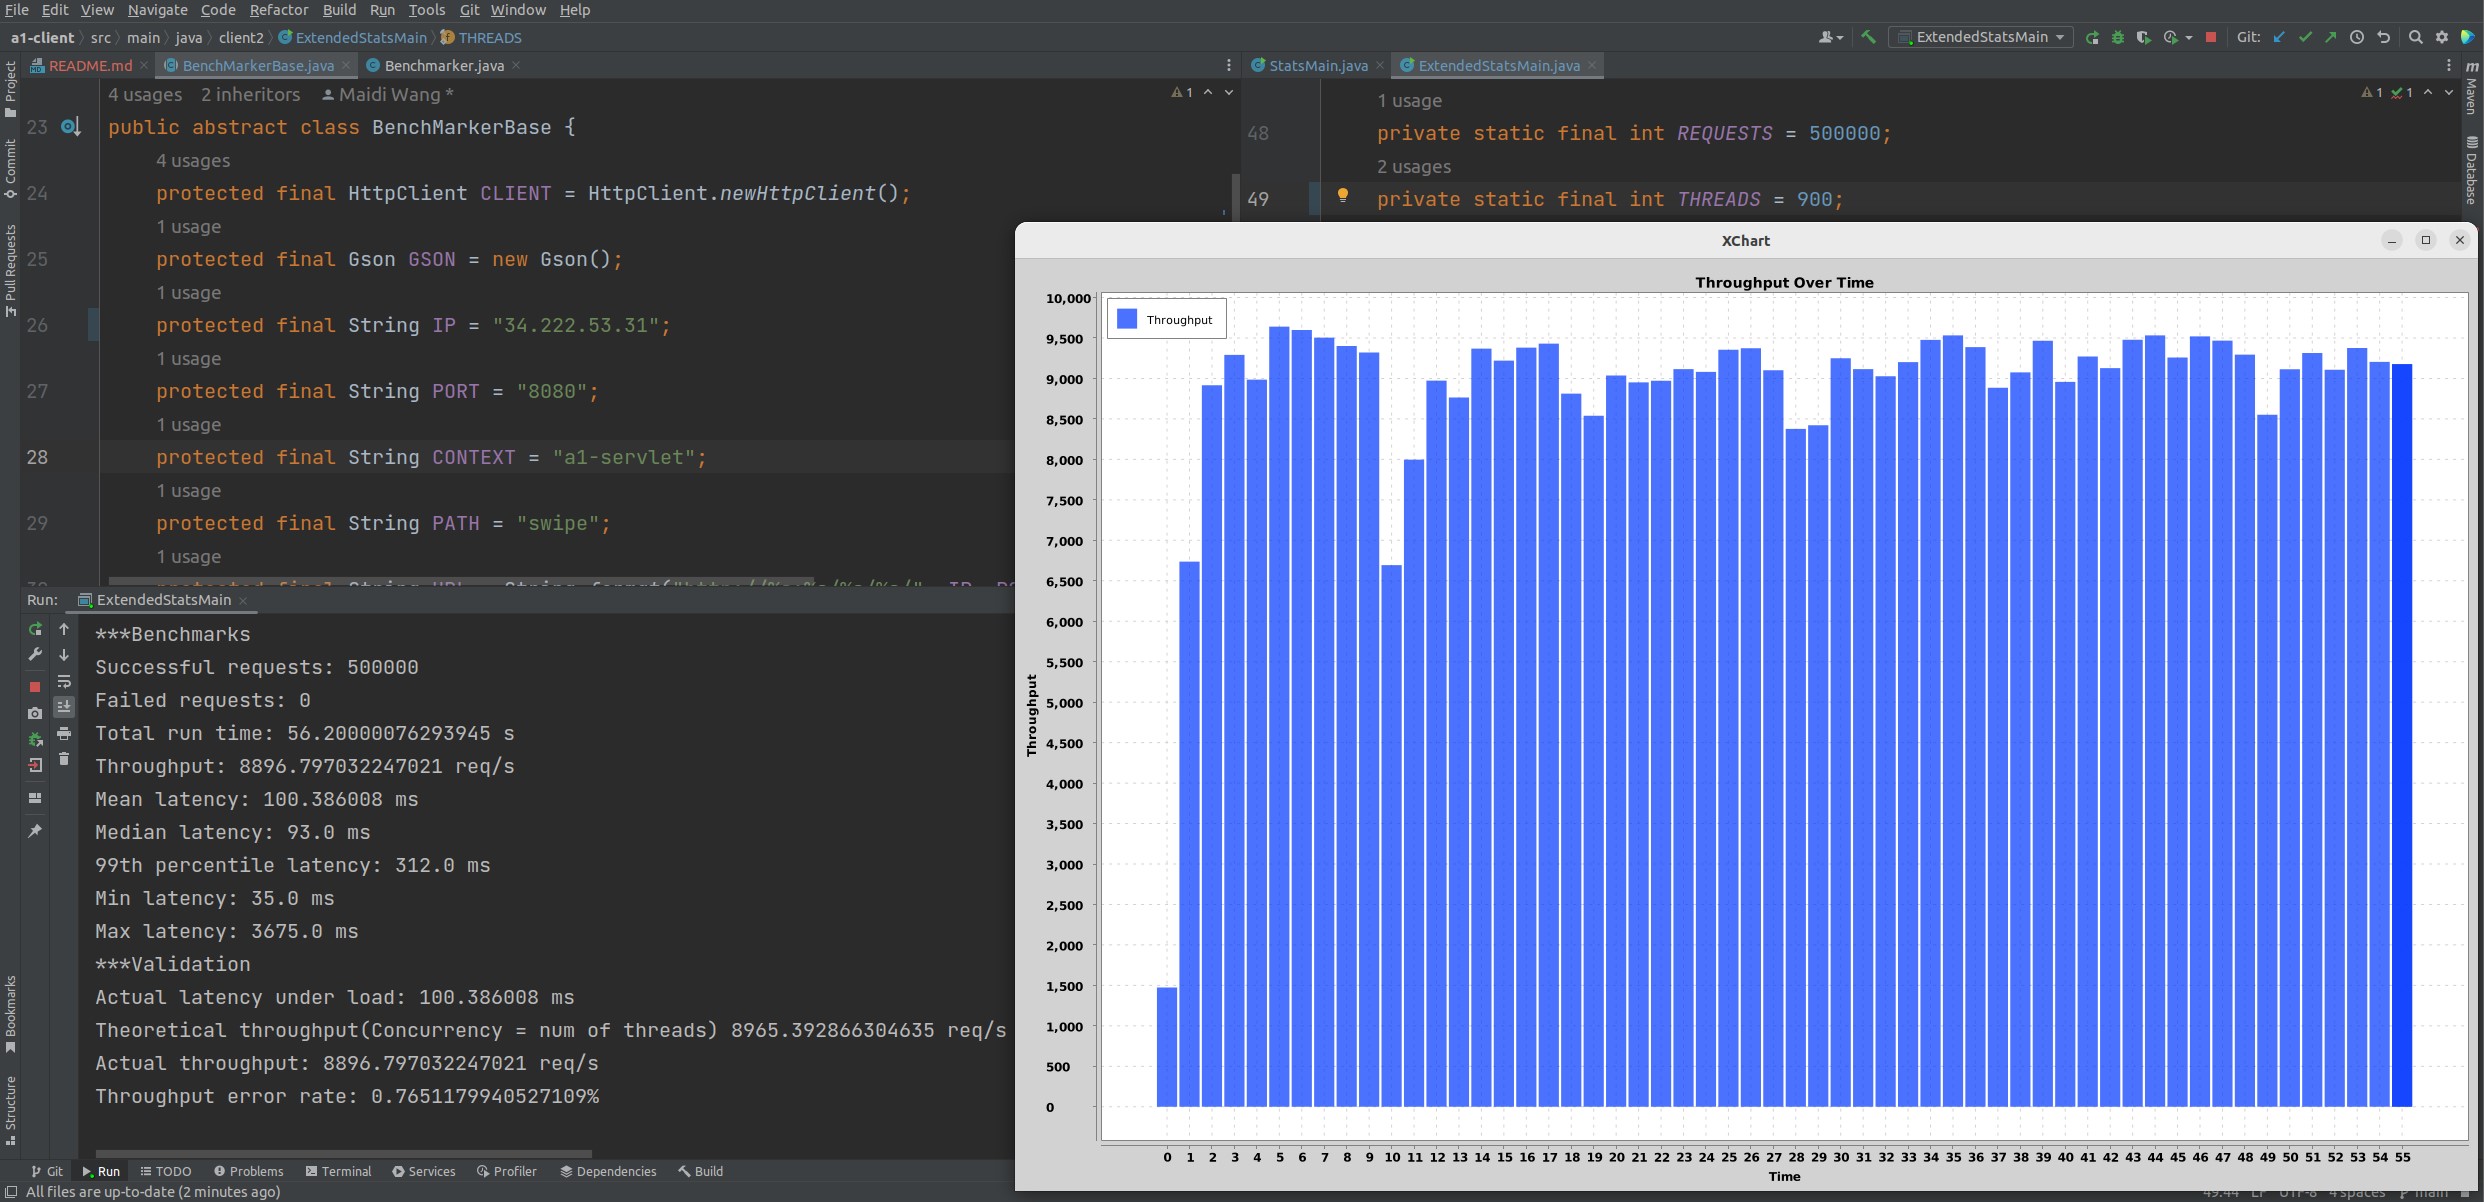 File Edit View Navigate Code Refactor Build Run Tools Git Window Help
a1-client src main java client2 ExtendedStatsMain THREADS
ExtendedStatsMain Git:
README.md BenchMarkerBase.java Benchmarker.java
StatsMain.java ExtendedStatsMain.java
Project
Commit
Pull Requests
Bookmarks
Structure
Maven
Database
4 usages 2 inheritors Maidi Wang *
1
23 public abstract class BenchMarkerBase {
4 usages
24 protected final HttpClient CLIENT = HttpClient.newHttpClient();
1 usage
25 protected final Gson GSON = new Gson();
1 usage
26 protected final String IP = "34.222.53.31";
1 usage
27 protected final String PORT = "8080";
1 usage
28 protected final String CONTEXT = "a1-servlet";
1 usage
29 protected final String PATH = "swipe";
1 usage
1 1
1 usage
48 private static final int REQUESTS = 500000;
2 usages
49 private static final int THREADS = 900;
Run: ExtendedStatsMain
***Benchmarks
Successful requests: 500000
Failed requests: 0
Total run time: 56.20000076293945 s
Throughput: 8896.797032247021 req/s
Mean latency: 100.386008 ms
Median latency: 93.0 ms
99th percentile latency: 312.0 ms
Min latency: 35.0 ms
Max latency: 3675.0 ms
***Validation
Actual latency under load: 100.386008 ms
Theoretical throughput(Concurrency = num of threads) 8965.392866304635 req/s
Actual throughput: 8896.797032247021 req/s
Throughput error rate: 0.7651179940527109%
XChart
Throughput Over Time
Throughput
10,000
9,500
9,000
8,500
8,000
7,500
7,000
6,500
6,000
5,500
5,000
4,500
4,000
3,500
3,000
2,500
2,000
1,500
1,000
500
0
Throughput
0 1 2 3 4 5 6 7 8 9 10 11 12 13 14 15 16 17 18 19 20 21 22 23 24 25 26 27 28 29 30 31 32 33 34 35 36 37 38 39 40 41 42 43 44 45 46 47 48 49 50 51 52 53 54 55
Time
Git Run TODO Problems Terminal Services Profiler Dependencies Build
All files are up-to-date (2 minutes ago)
49:44 LF UTF-8 4 spaces main